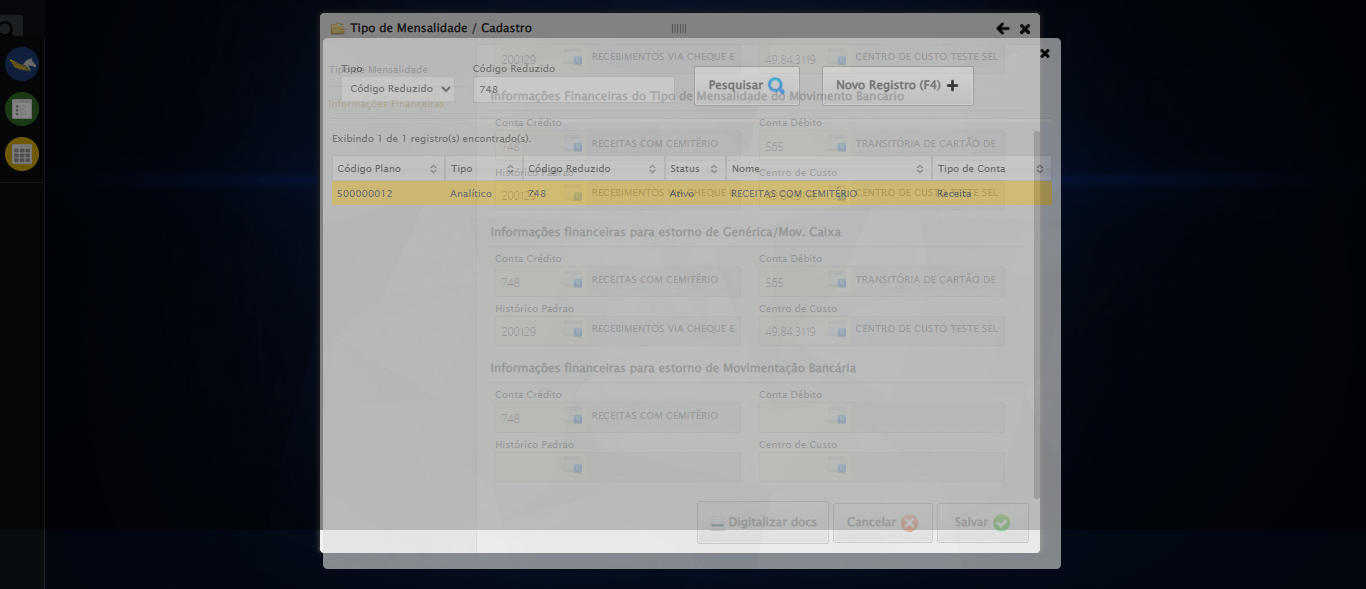 Tipo de Mensalidade / Cadastro
200129 RECEBIMENTOS VIA CHEQUE E 49.84.3119 CENTRO DE CUSTO TESTE SEL
Tipo de Mensalidade
Tipo Código Reduzido
Código Reduzido 748 Pesquisar Novo Registro (F4)
Informações Financeiras do Tipo de Mensalidade do Movimento Bancário
Informações Financeiras
Conta Crédito Conta Débito
Exibindo 1 de 1 registro(s) encontrado(s).
748 RECEITAS COM CEMITÉRIO 565 TRANSITÓRIA DE CARTÃO DE
Histórico Padrao Centro de Custo
Código Plano Tipo Código Reduzido Status Nome Tipo de Conta
500000012 Analítico 748 Ativo RECEITAS COM CEMITÉRIO Receita
200129 RECEBIMENTOS VIA CHEQUE E 49.84.3119 CENTRO DE CUSTO TESTE SEL
Informações financeiras para estorno de Genérica/Mov. Caixa
Conta Crédito Conta Débito
748 RECEITAS COM CEMITÉRIO 565 TRANSITÓRIA DE CARTÃO DE
Histórico Padrao Centro de Custo
200129 RECEBIMENTOS VIA CHEQUE E 49.84.3119 CENTRO DE CUSTO TESTE SEL
Informações financeiras para estorno de Movimentação Bancária
Conta Crédito Conta Débito
748 RECEITAS COM CEMITÉRIO
Histórico Padrao Centro de Custo
Digitalizar docs Cancelar Salvar